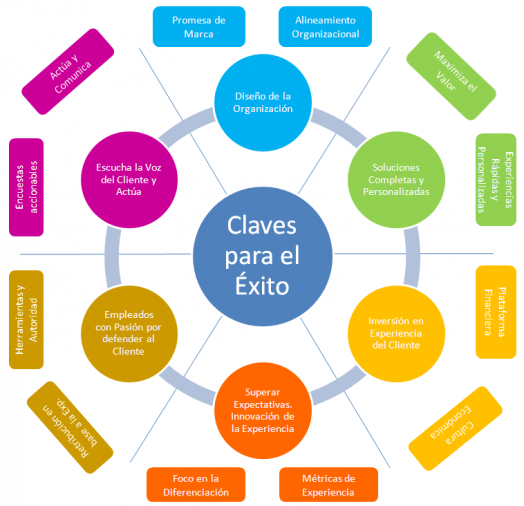 Promesa de
Marca
Alineamiento
Organizacional
Actúa y
Comunica
Maximiza el
Valor
Diseño de la
Organización
Encuestas
accionables
Escucha la Voz
del Cliente y
Actúa
Soluciones
Completas y
Personalizadas
Experiencias
Rápidas y
Personalizadas
Claves
para el
Éxito
Herramientas y
Autoridad
Empleados
con Pasión por
defender al
Cliente
Inversión en
Experiencia
del Cliente
Plataforma
Financiera
Retribución en
base a la Exp.
Superar
Expectativas.
Innovación de
la Experiencia
Cultura
Económica
Foco en la
Diferenciación
Métricas de
Experiencia